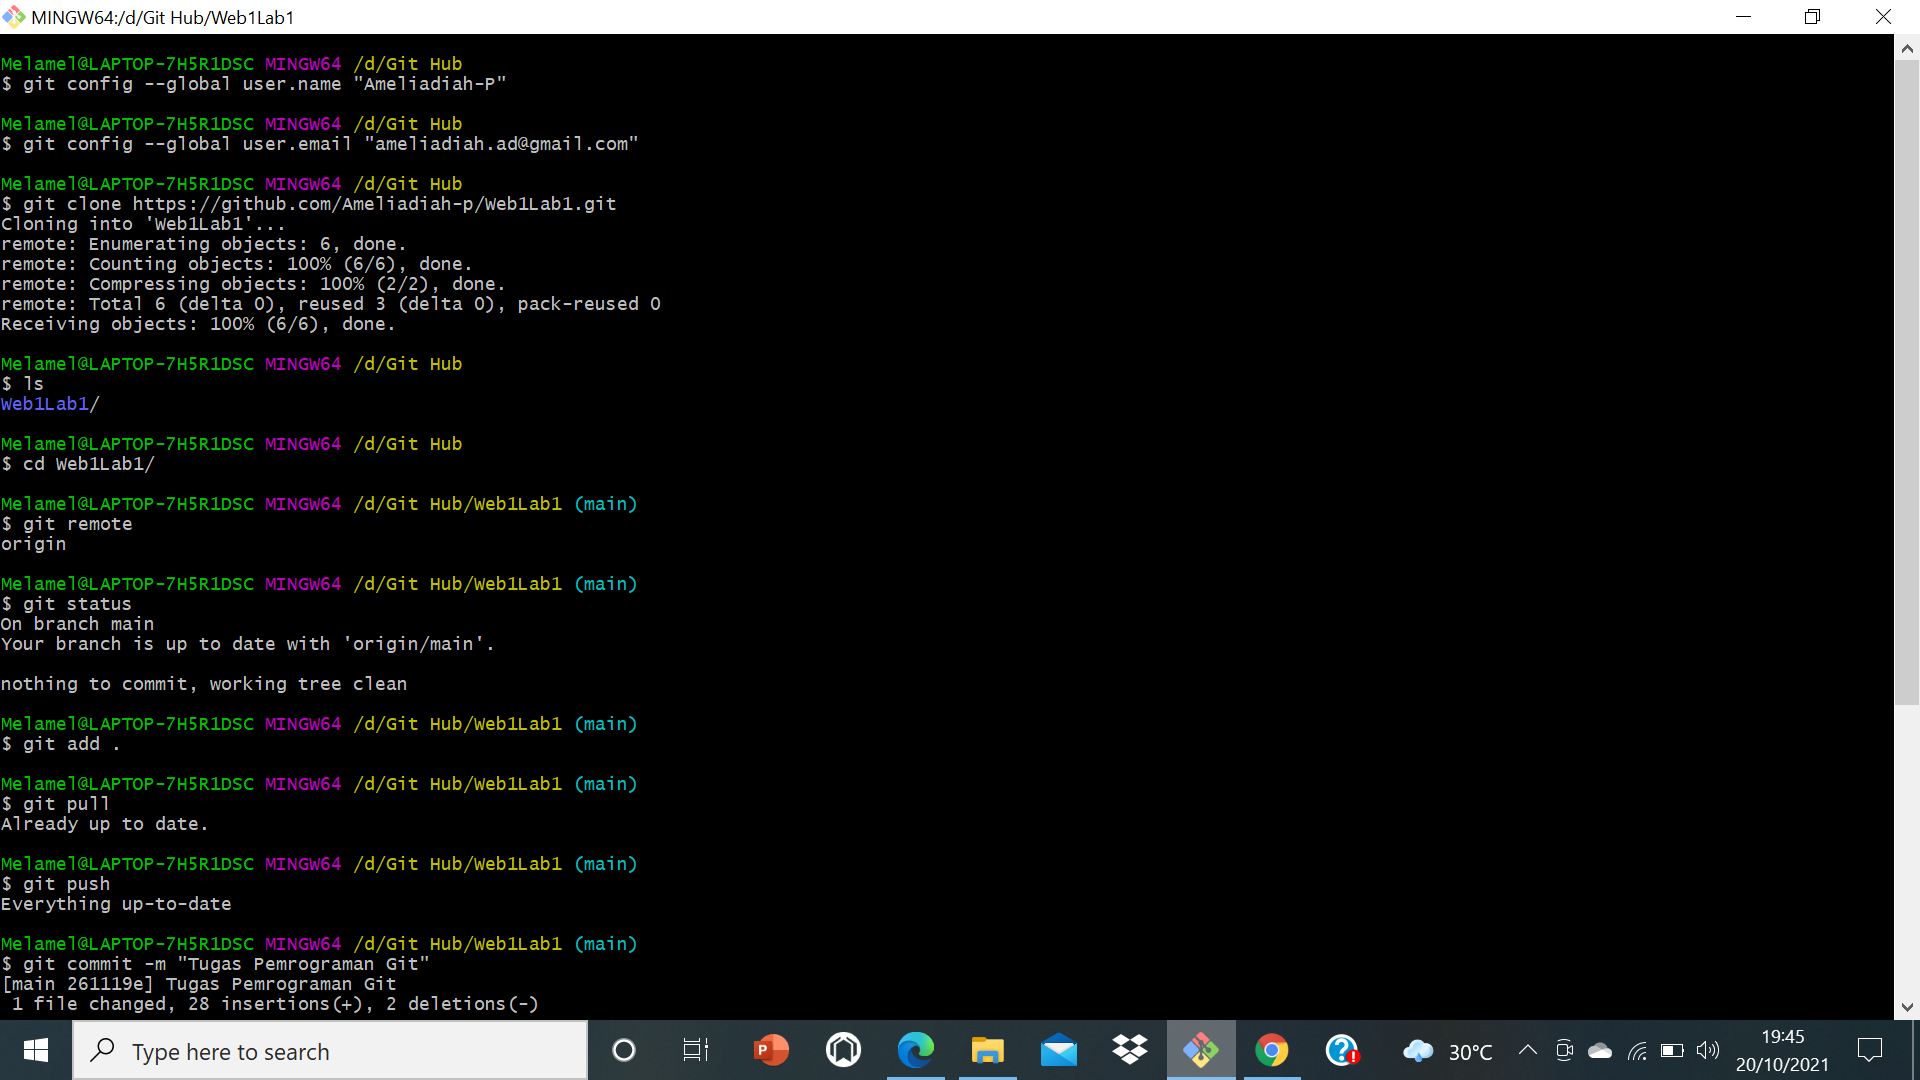 MINGW64:/d/Git Hub/Web1Lab1
Melamel@LAPTOP-7H5R1DSC MINGW64 /d/Git Hub
$ git config --global user.name "Ameliadiah-P"
Melamel@LAPTOP-7H5R1DSC MINGW64 /d/Git Hub
$ git config --global user.email "ameliadiah.ad@gmail.com"
Melamel@LAPTOP-7H5R1DSC MINGW64 /d/Git Hub
$ git clone https://github.com/Ameliadiah-p/Web1Lab1.git
Cloning into 'Web1Lab1'...
remote: Enumerating objects: 6, done.
remote: Counting objects: 100% (6/6), done.
remote: Compressing objects: 100% (2/2), done.
remote: Total 6 (delta 0), reused 3 (delta 0), pack-reused 0
Receiving objects: 100% (6/6), done.
Melamel@LAPTOP-7H5R1DSC MINGW64 /d/Git Hub
$ ls
Web1Lab1/
Melamel@LAPTOP-7H5R1DSC MINGW64 /d/Git Hub
$ cd Web1Lab1/
Melamel@LAPTOP-7H5R1DSC MINGW64 /d/Git Hub/Web1Lab1 (main)
$ git remote
origin
Melamel@LAPTOP-7H5R1DSC MINGW64 /d/Git Hub/Web1Lab1 (main)
$ git status
On branch main
Your branch is up to date with 'origin/main'.
nothing to commit, working tree clean
Melamel@LAPTOP-7H5R1DSC MINGW64 /d/Git Hub/Web1Lab1 (main)
$ git add .
Melamel@LAPTOP-7H5R1DSC MINGW64 /d/Git Hub/Web1Lab1 (main)
$ git pull
Already up to date.
Melamel@LAPTOP-7H5R1DSC MINGW64 /d/Git Hub/Web1Lab1 (main)
$ git push
Everything up-to-date
Melamel@LAPTOP-7H5R1DSC MINGW64 /d/Git Hub/Web1Lab1 (main)
$ git commit -m "Tugas Pemrograman Git"
[main 261119e] Tugas Pemrograman Git
 1 file changed, 28 insertions(+), 2 deletions(-)
Type here to search
30°C
19:45
20/10/2021